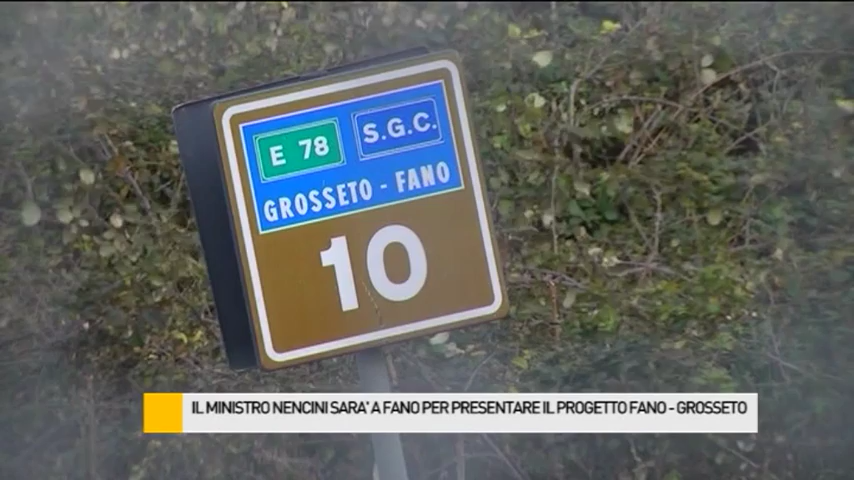 E 78
S.G.C.
GROSSETO - FANO
10
IL MINISTRO NENCINI SARA' A FANO PER PRESENTARE IL PROGETTO FANO - GROSSETO